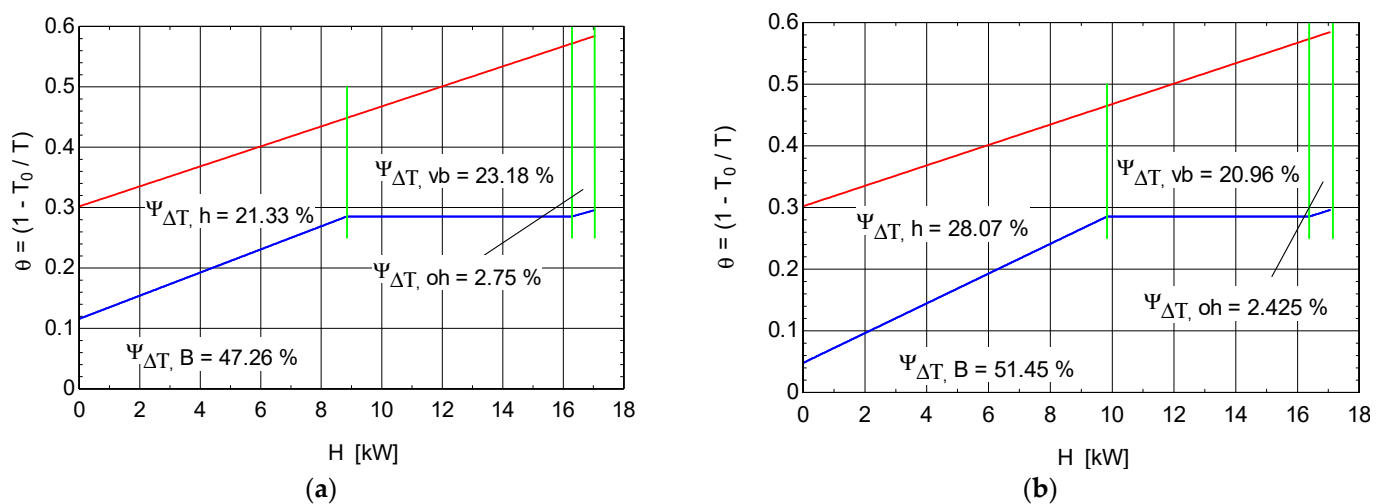 0.6
0.5
0.4
0.3
0.2
0.1
0
θ = (1 - T0 / T)
ΨΔT, vb = 23.18 %
ΨΔT, h = 21.33 %
ΨΔT, oh = 2.75 %
ΨΔT, B = 47.26 %
0 2 4 6 8 10 12 14 16 18
H [kW]
(a)
0.6
0.5
0.4
0.3
0.2
0.1
0
θ = (1 - T0 / T)
ΨΔT, vb = 20.96 %
ΨΔT, h = 28.07 %
ΨΔT, oh = 2.425 %
ΨΔT, B = 51.45 %
0 2 4 6 8 10 12 14 16 18
H [kW]
(b)